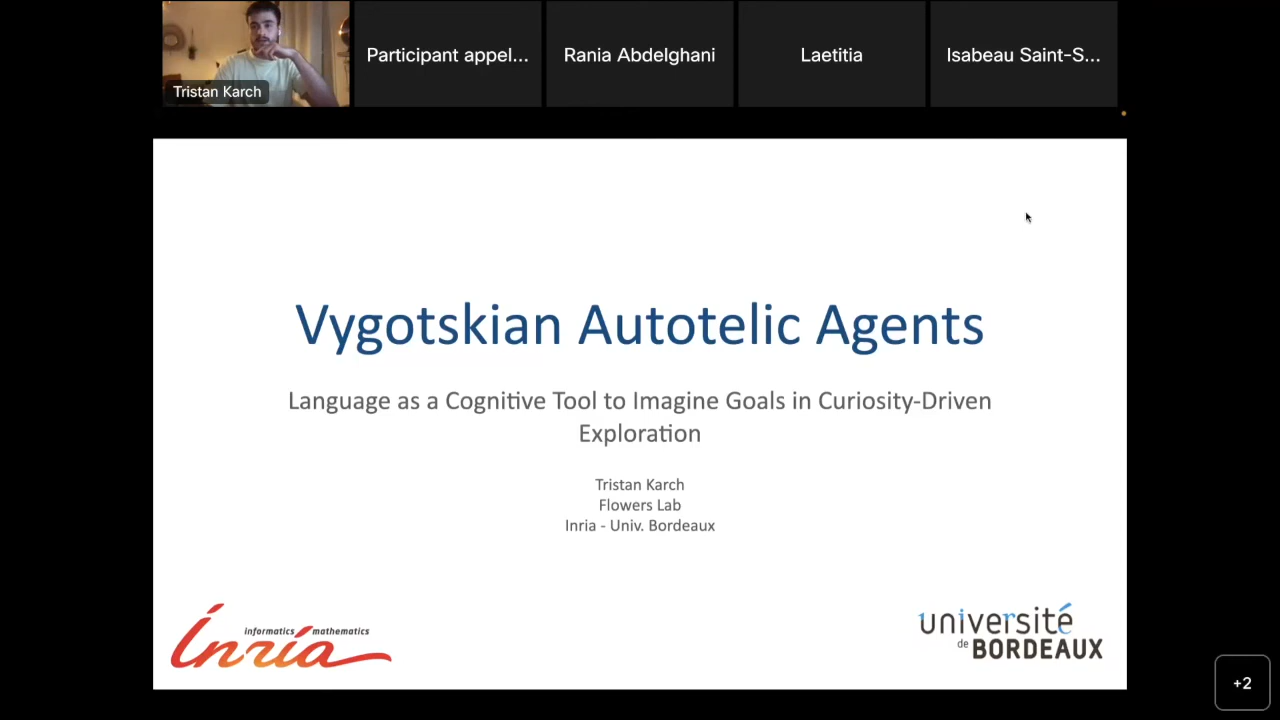 Tristan Karch
Participant appel...
Rania Abdelghani
Laetitia
Isabeau Saint-S...
Vygotskian Autotelic Agents
Language as a Cognitive Tool to Imagine Goals in Curiosity-Driven
Exploration
Tristan Karch
Flowers Lab
Inria - Univ. Bordeaux
informatics mathematics
Inria
université
de BORDEAUX
+2